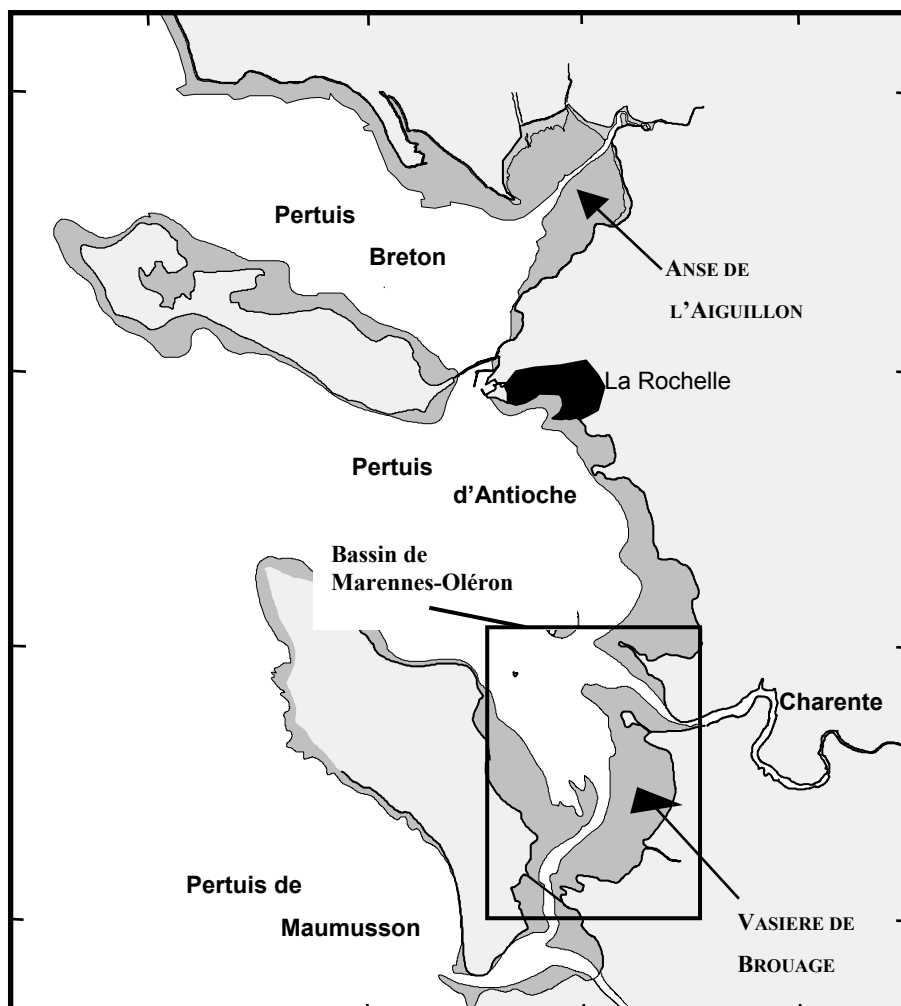 Pertuis
Breton
ANSE DE
L’AIGUILLON
La Rochelle
Pertuis
d’Antioche
Bassin de
Marennes-Oléron
Charente
Pertuis de
Maumusson
VASIERE DE
BROUAGE